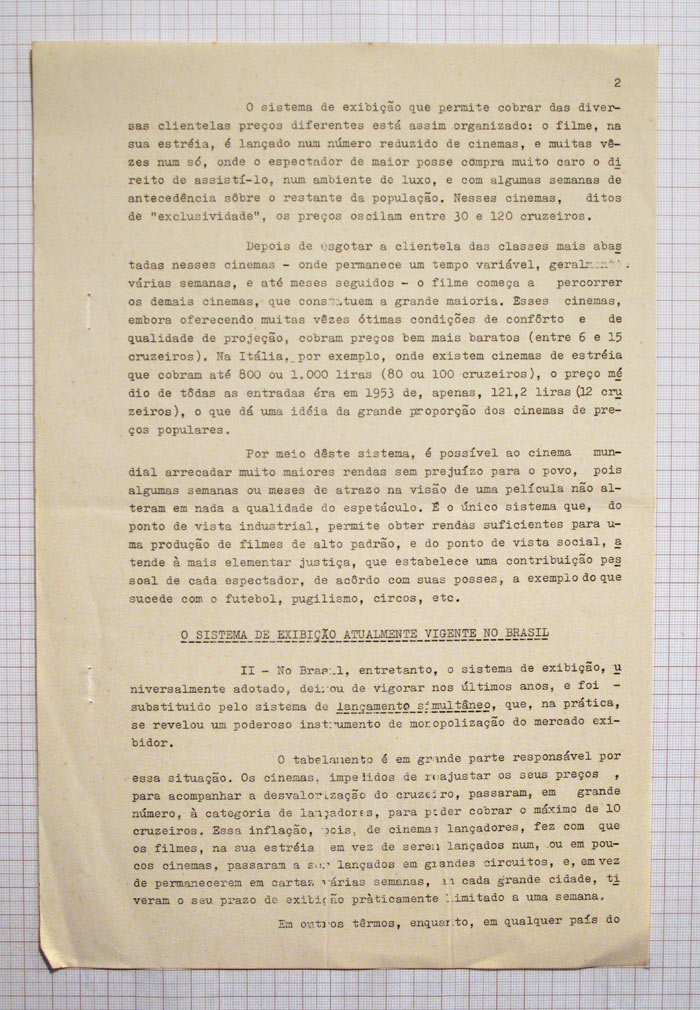 2
O sistema de exibição que permite cobrar das diver-
sas clientelas preços diferentes está assim organizado: o filme, na
sua estréia, é lançado num número reduzido de cinemas, e muitas vê-
zes num só, onde o espectador de maior posse compra muito caro o di
reito de assistí-lo, num ambiente de luxo, e com algumas semanas de
antecedência sôbre o restante da população. Nesses cinemas, ditos
de "exclusividade", os preços oscilam entre 30 e 120 cruzeiros.
Depois de esgotar a clientela das classes mais abas
tadas nesses cinemas - onde permanece um tempo variável, geralmente
várias semanas, e até meses seguidos - o filme começa a percorrer
os demais cinemas, que constituem a grande maioria. Esses cinemas,
embora oferecendo muitas vêzes ótimas condições de confôrto e de
qualidade de projeção, cobram preços bem mais baratos (entre 6 e 15
cruzeiros). Na Itália, por exemplo, onde existem cinemas de estréia
que cobram até 800 ou 1.000 liras (80 ou 100 cruzeiros), o preço mé
dio de tôdas as entradas éra em 1953 de, apenas, 121,2 liras (12 cru
zeiros), o que dá uma idéia da grande proporção dos cinemas de pre-
ços populares.
Por meio dêste sistema, é possível ao cinema mun-
dial arrecadar muito maiores rendas sem prejuízo para o povo, pois
algumas semanas ou meses de atrazo na visão de uma película não al-
teram em nada a qualidade do espetáculo. É o único sistema que, do
ponto de vista industrial, permite obter rendas suficientes para u-
ma produção de filmes de alto padrão, e do ponto de vista social, a
tende à mais elementar justiça, que estabelece uma contribuição pes
soal de cada espectador, de acôrdo com suas posses, a exemplo do que
sucede com o futebol, pugilismo, circos, etc.
O SISTEMA DE EXIBIÇÃO ATUALMENTE VIGENTE NO BRASIL
II - No Brasil, entretanto, o sistema de exibição, u
niversalmente adotado, deixou de vigorar nos últimos anos, e foi -
substituido pelo sistema de lançamento simultâneo, que, na prática,
se revelou um poderoso instrumento de monopolização do mercado exi-
bidor.
O tabelamento é em grande parte responsável por
essa situação. Os cinemas, impelidos de reajustar os seus preços ,
para acompanhar a desvalorização do cruzeiro, passaram, em grande
número, à categoria de lançadores, para poder cobrar o máximo de 10
cruzeiros. Essa inflação, pois, de cinemas lançadores, fez com que
os filmes, na sua estréia em vez de serem lançados num, ou em pou-
cos cinemas, passaram a ser lançados em grandes circuitos, e, em vez
de permanecerem em cartaz várias semanas, em cada grande cidade, ti
veram o seu prazo de exibição pràticamente limitado a uma semana.
Em outros têrmos, enquanto, em qualquer país do